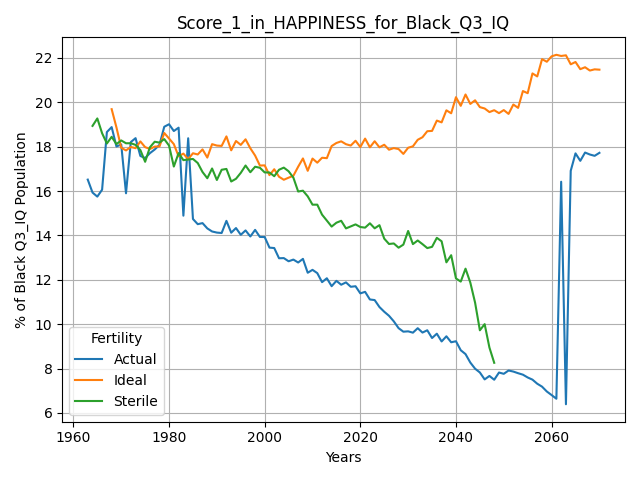 Score_1_in_HAPPINESS_for_Black_Q3_IQ
% of Black Q3_IQ Population
22
20
18
16
14
12
10
8
6
Fertility
Actual
Ideal
Sterile
1960 1980 2000 2020 2040 2060
Years